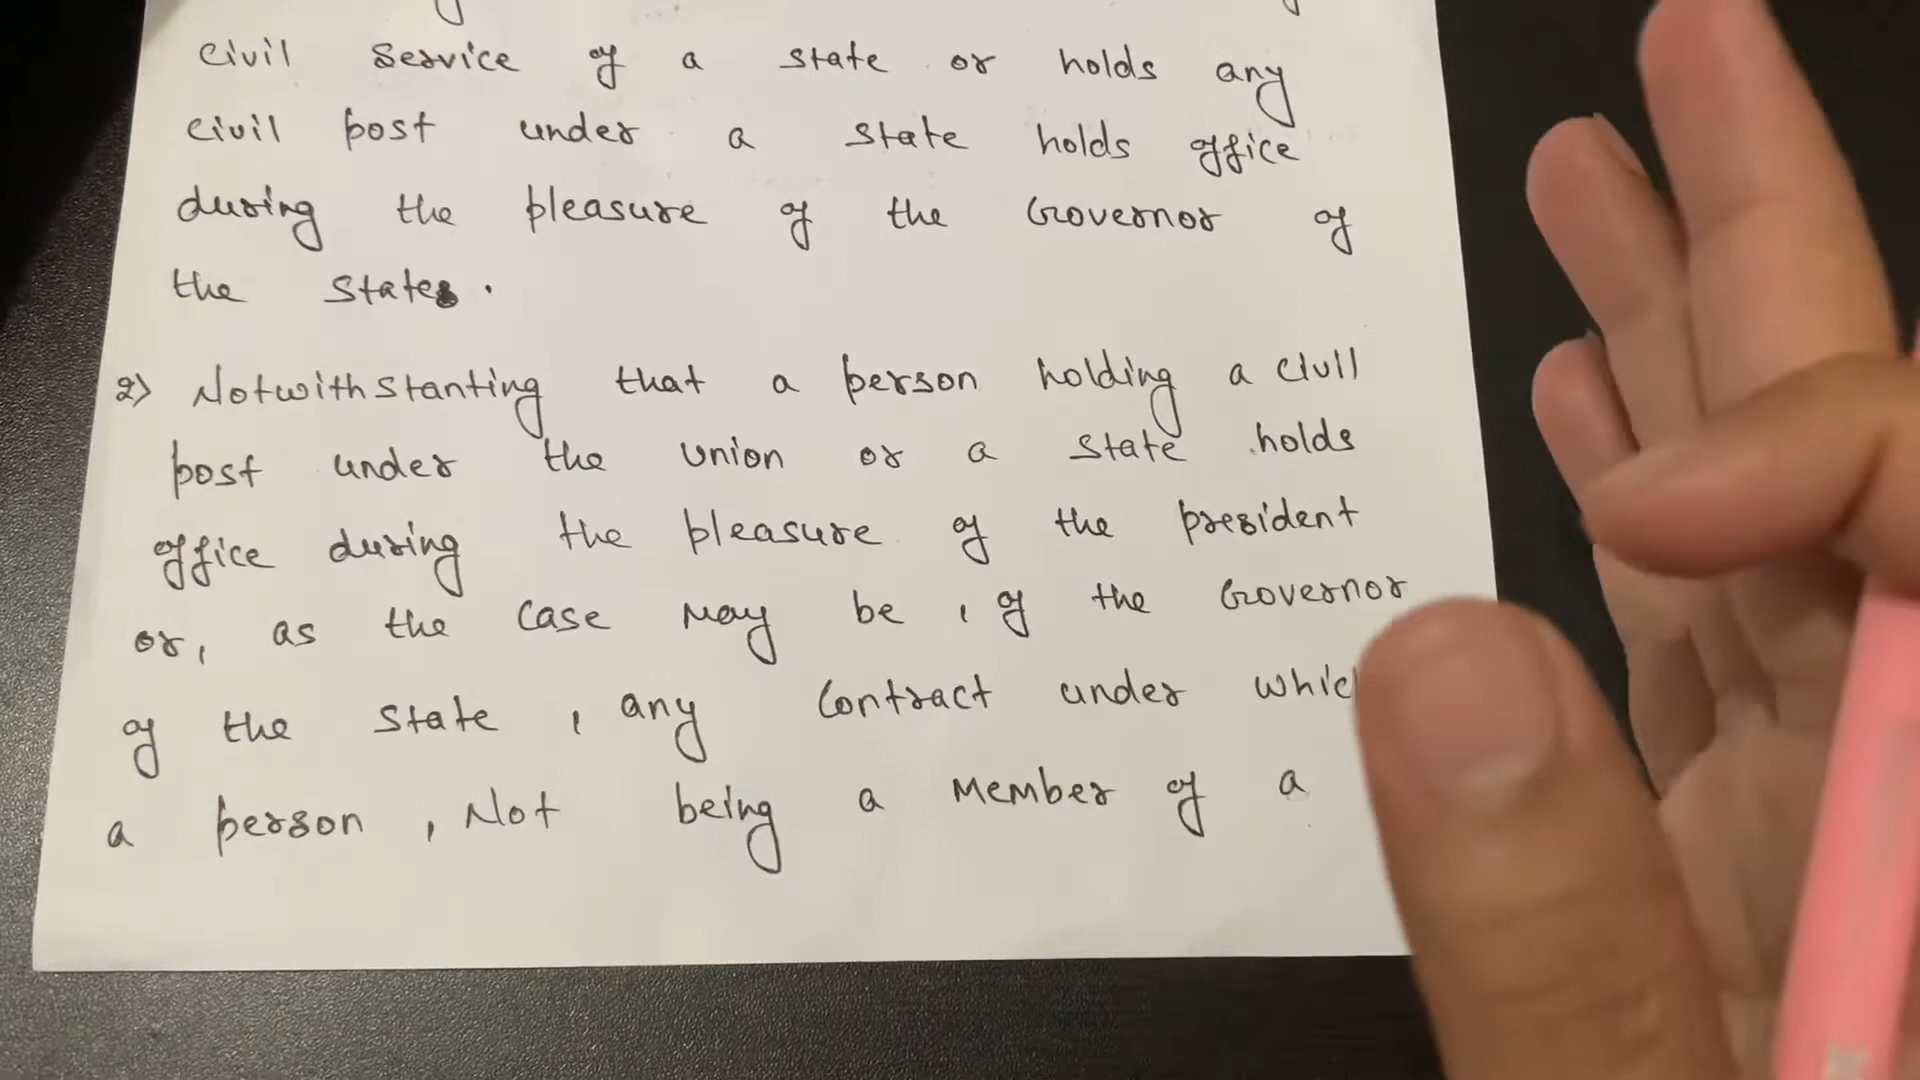 civil service of a state or holds any
civil post under a state holds office
during the pleasure of the Governor of
the state.
2) Notwithstanting that a person holding a civil
post under the union or a state holds
office during the pleasure of the president
or, as the case may be, of the Governor
of the state, any contract under
a person, Not being a member of a